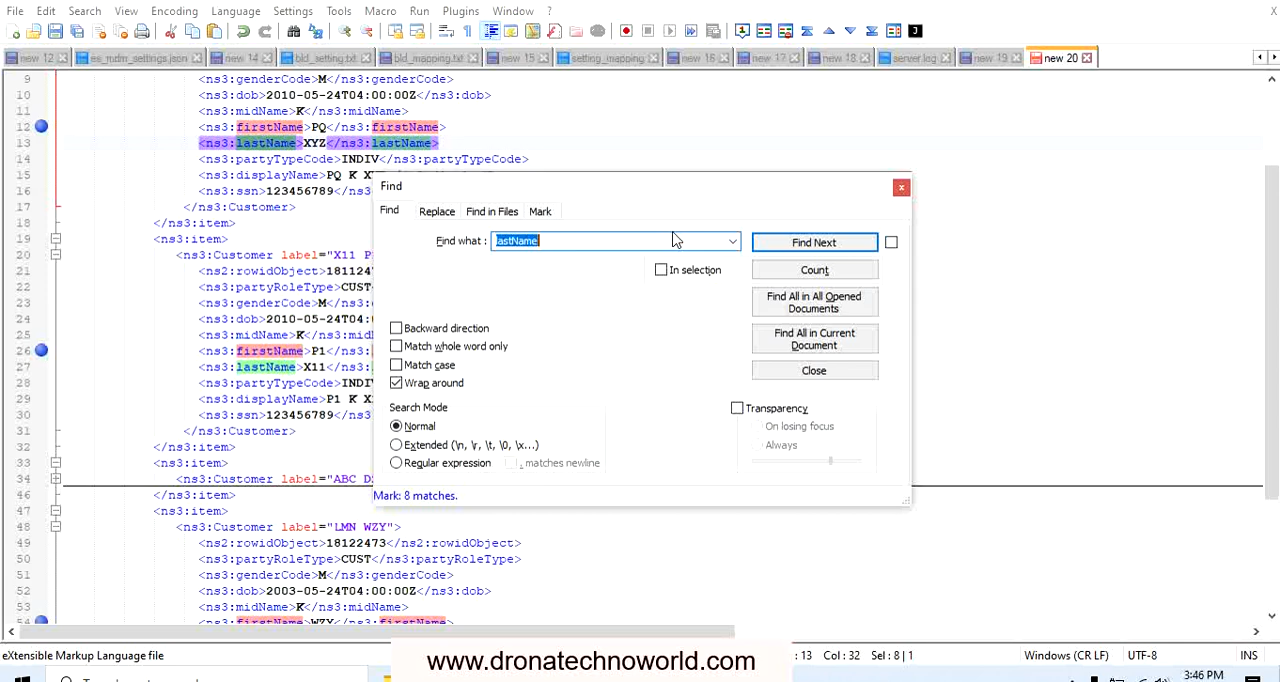 File Edit Search View Encoding Language Settings Tools Macro Run Plugins Window ? X
new 12 es_mdm_settings.json new 14 bld_setting.txt bld_mapping.txt new 15 setting_mapping new 16 new 17 new 18 server.log new 19 new 20
9 <ns3:genderCode>M</ns3:genderCode>
10 <ns3:dob>2010-05-24T04:00:00Z</ns3:dob>
11 <ns3:midName>K</ns3:midName>
12 <ns3:firstName>PQ</ns3:firstName>
13 <ns3:lastName>XYZ</ns3:lastName>
14 <ns3:partyTypeCode>INDIV</ns3:partyTypeCode>
15 <ns3:displayName>PQ K
16 <ns3:ssn>123456789</ns3
17 </ns3:Customer>
18 </ns3:item>
19 <ns3:item>
20 <ns3:Customer label="X11
21 <ns2:rowidObject>181124
22 <ns3:partyRoleType>CUST
23 <ns3:genderCode>M</ns3:
24 <ns3:dob>2010-05-24T04:
25 <ns3:midName>K</ns3:mid
26 <ns3:firstName>P1</ns3:
27 <ns3:lastName>X11</ns3:
28 <ns3:partyTypeCode>INDIV
29 <ns3:displayName>P1 K
30 <ns3:ssn>123456789</ns3
31 </ns3:Customer>
32 </ns3:item>
33 <ns3:item>
34 <ns3:Customer label="ABC
46 </ns3:item>
47 <ns3:item>
48 <ns3:Customer label="LMN WZY">
49 <ns2:rowidObject>18122473</ns2:rowidObject>
50 <ns3:partyRoleType>CUST</ns3:partyRoleType>
51 <ns3:genderCode>M</ns3:genderCode>
52 <ns3:dob>2003-05-24T04:00:00Z</ns3:dob>
53 <ns3:midName>K</ns3:midName>
54 <ns3:firstName>WZY</ns3:firstName>
Find x
Find Replace Find in Files Mark
Find what : lastName Find Next
In selection Count
Find All in All Opened
Documents
Backward direction
Match whole word only
Find All in Current
Document
Match case
Close
Wrap around
Search Mode Transparency
Normal On losing focus
Extended (\n, \r, \t, \0, \x...) Always
Regular expression . matches newline
Mark: 8 matches.
eXtensible Markup Language file : 13 Col : 32 Sel : 8 | 1 Windows (CR LF) UTF-8 INS
www.dronatechnoworld.com
3:46 PM